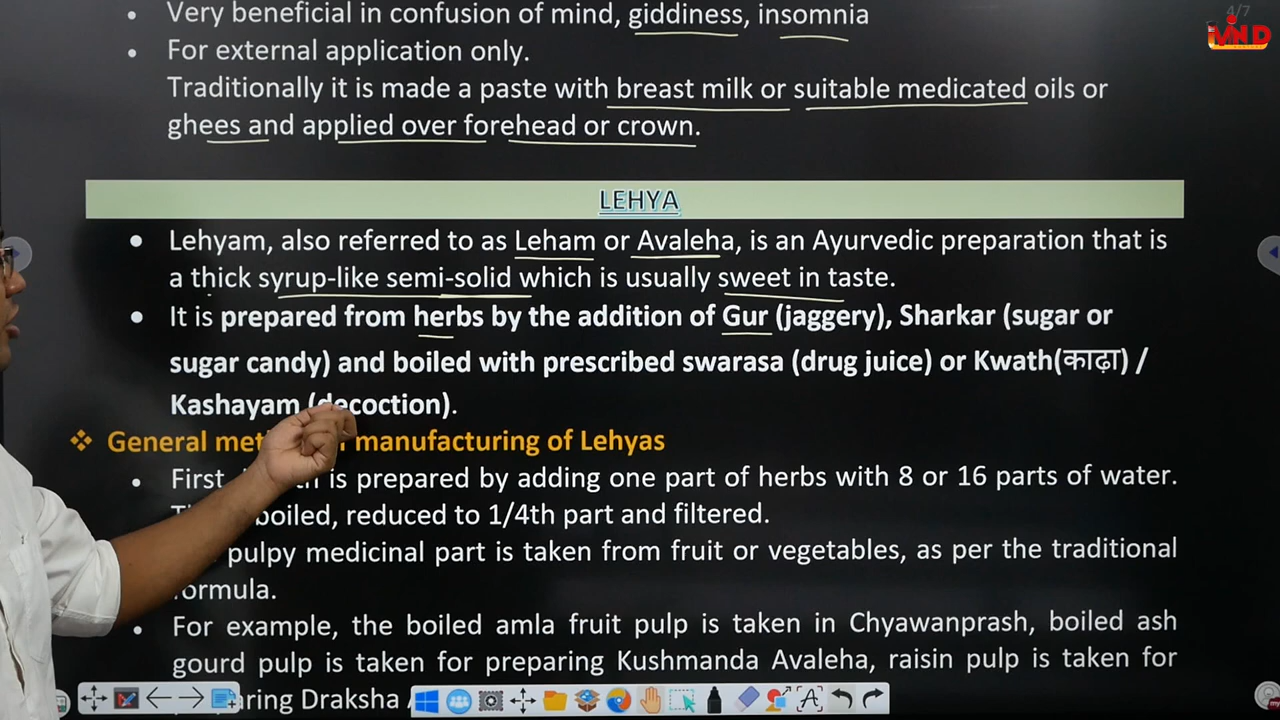 4/7
MND
Very beneficial in confusion of mind, giddiness, insomnia
For external application only.
Traditionally it is made a paste with breast milk or suitable medicated oils or
ghees and applied over forehead or crown.
LEHYA
Lehyam, also referred to as Leham or Avaleha, is an Ayurvedic preparation that is
a thick syrup-like semi-solid which is usually sweet in taste.
It is prepared from herbs by the addition of Gur (jaggery), Sharkar (sugar or
sugar candy) and boiled with prescribed swarasa (drug juice) or Kwath(काढ़ा) /
Kashayam (decoction).
General manufacturing of Lehyas
First is prepared by adding one part of herbs with 8 or 16 parts of water.
boiled, reduced to 1/4th part and filtered.
pulpy medicinal part is taken from fruit or vegetables, as per the traditional
formula.
For example, the boiled amla fruit pulp is taken in Chyawanprash, boiled ash
gourd pulp is taken for preparing Kushmanda Avaleha, raisin pulp is taken for
Draksha